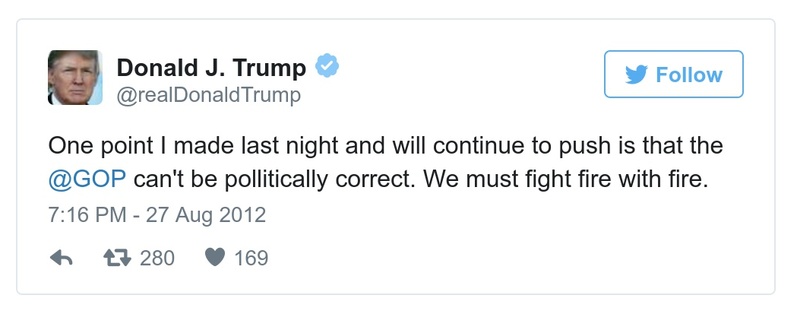 Donald J. Trump
@realDonaldTrump
Follow
One point I made last night and will continue to push is that the
@GOP can't be pollitically correct. We must fight fire with fire.
7:16 PM - 27 Aug 2012
280 169